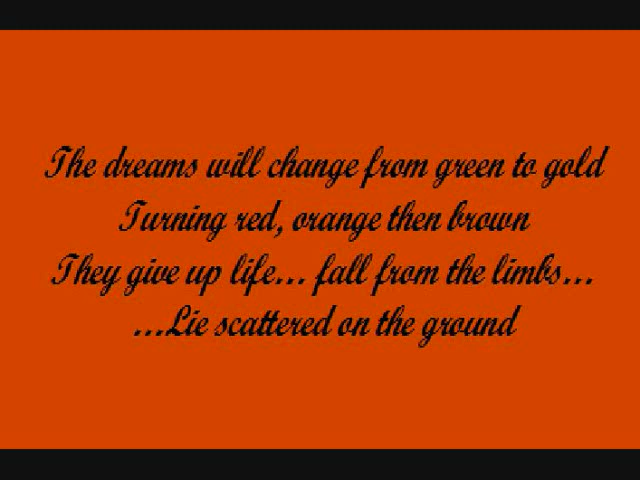 The dreams will change from green to gold
Turning red, orange then brown
They give up life... fall from the limbs...
...Lie scattered on the ground